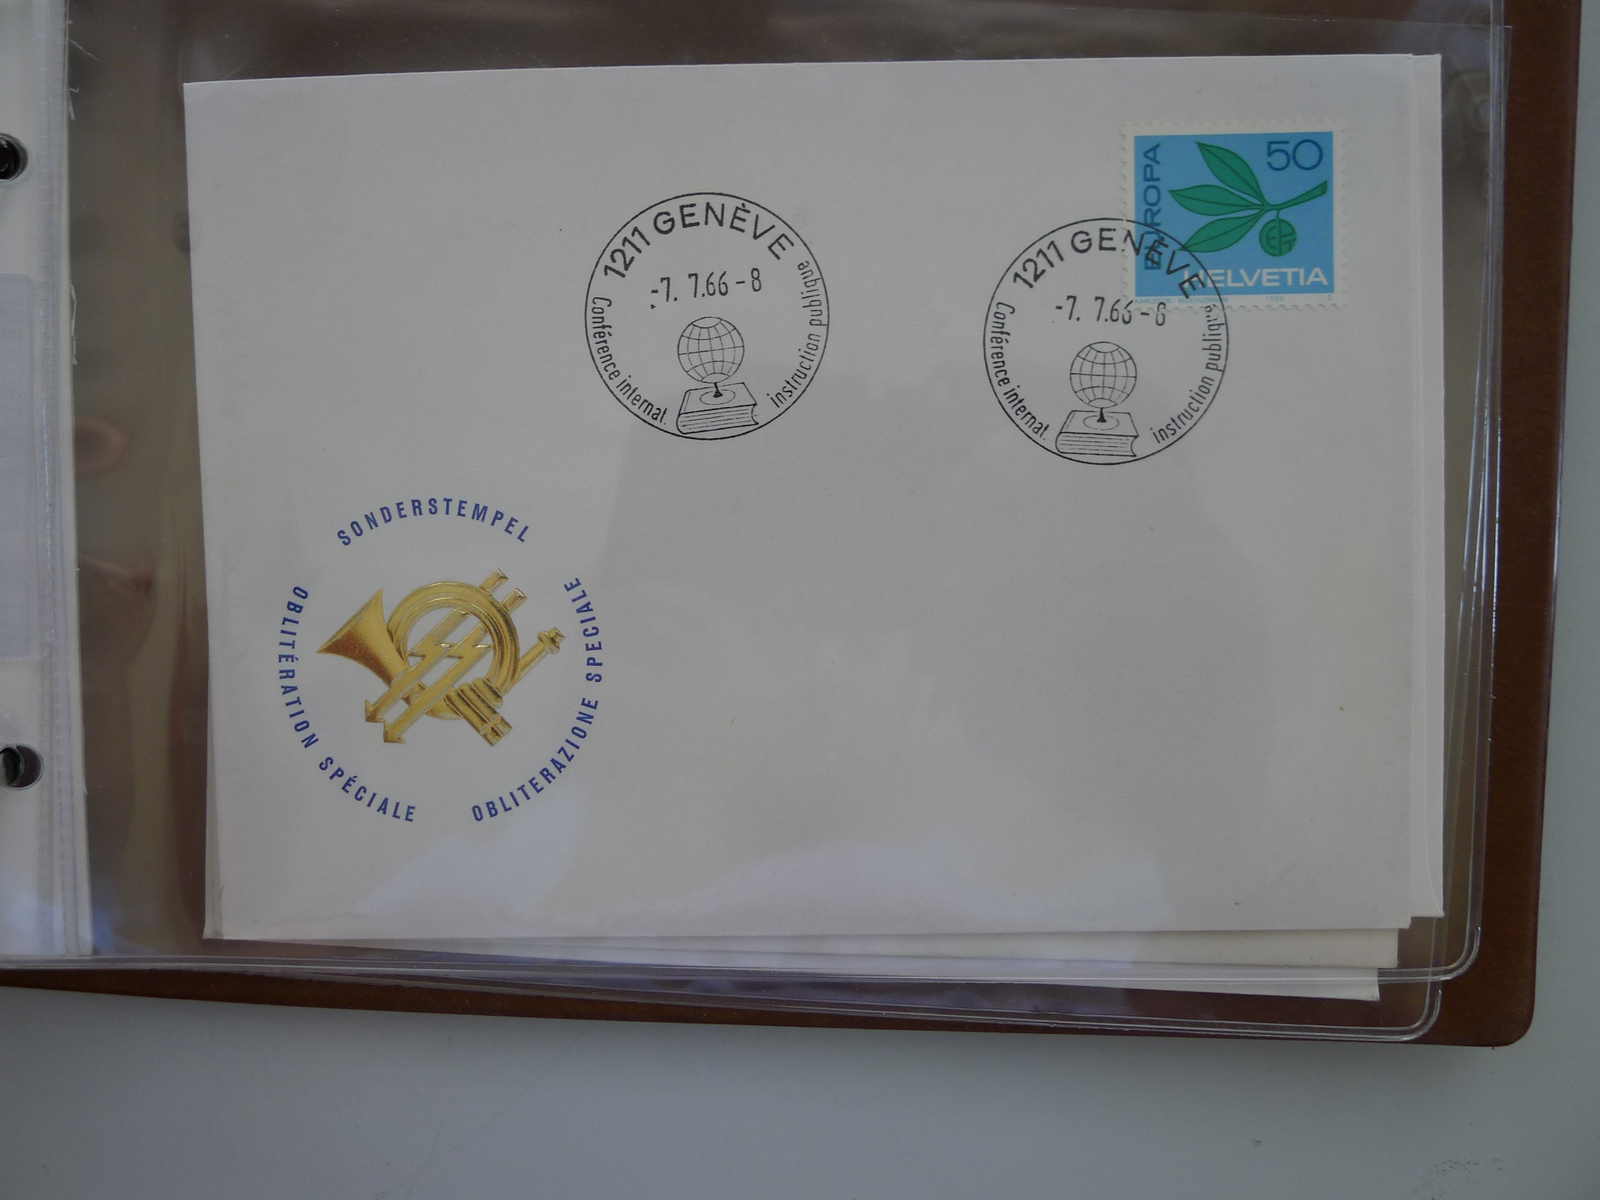 EUROPA
50
HELVETIA
1211 GENÈVE
-7. 7.66-8
Conférence internat. instruction publique
1211 GENÈVE
-7. 7.66-8
Conférence internat. instruction publique
SONDERSTEMPEL
OBLITÉRATION SPÉCIALE
OBLITERAZIONE SPECIALE